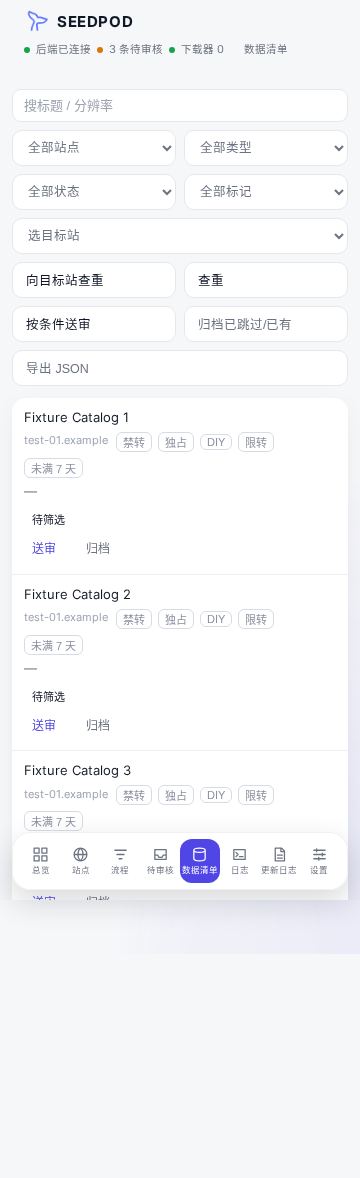 SEEDPOD
后端已连接 3 条待审核 下载器 0 数据清单
搜标题 / 分辨率
全部站点 全部类型
全部状态 全部标记
选目标站
向目标站查重 查重
按条件送审 归档已跳过/已有
导出 JSON
Fixture Catalog 1
test-01.example 禁转 独占 DIY 限转
未满 7 天
—
待筛选
送审 归档
Fixture Catalog 2
test-01.example 禁转 独占 DIY 限转
未满 7 天
—
待筛选
送审 归档
Fixture Catalog 3
test-01.example 禁转 独占 DIY 限转
未满 7 天
总览 站点 流程 待审核 数据清单 日志 更新日志 设置
送审 归档